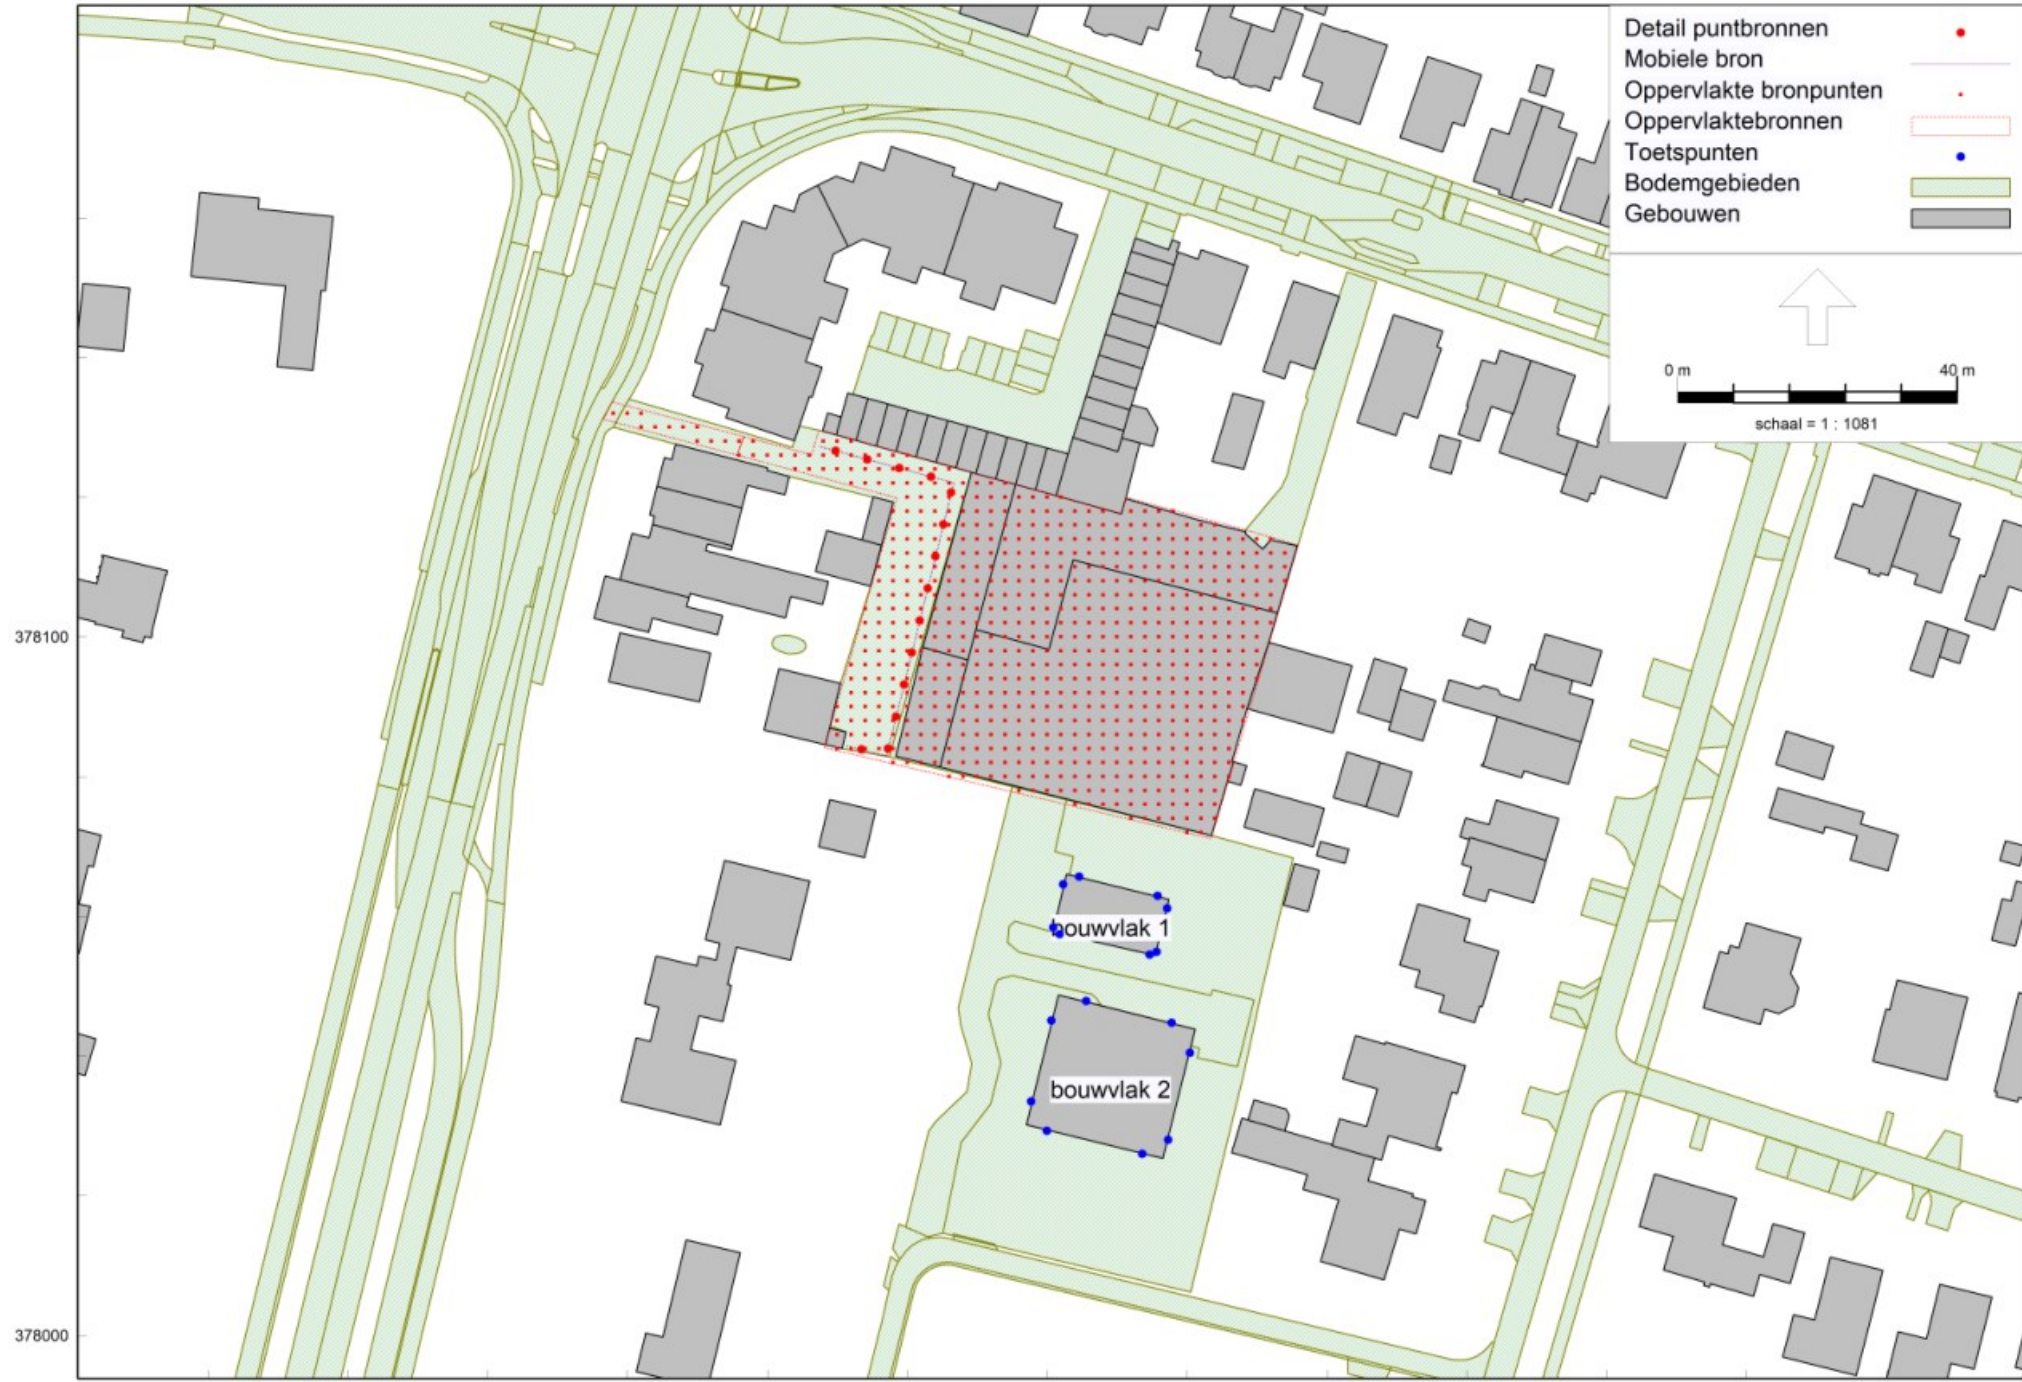 Detail puntbronnen
Mobiele bron
Oppervlakte bronpunten
Oppervlaktebronnen
Toetspunten
Bodemgebieden
Gebouwen
0 m 40 m
schaal = 1 : 1081
378100
bouwvlak 1
bouwvlak 2
378000